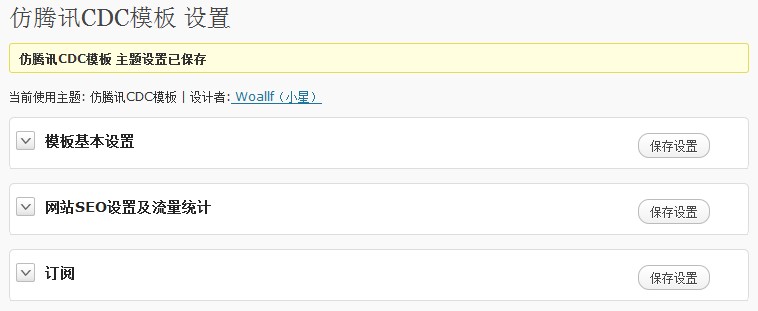 仿腾讯CDC模板 设置
仿腾讯CDC模板 主题设置已保存
当前使用主题: 仿腾讯CDC模板 | 设计者: Woallf（小星）
模板基本设置 保存设置
网站SEO设置及流量统计 保存设置
订阅 保存设置